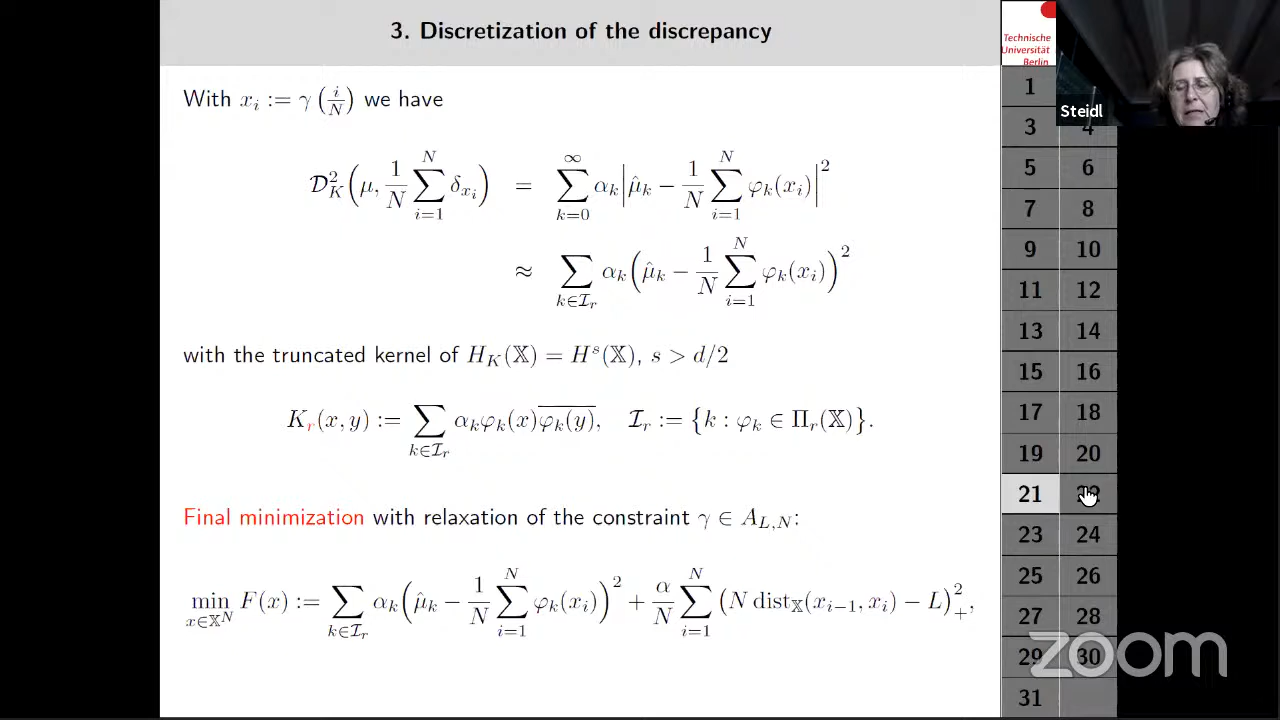 3. Discretization of the discrepancy
Technische
Universität
Berlin
Steidl
With x_i := γ(i/N) we have
𝒟²_K(μ, 1/N ∑_{i=1}^{N} δ_{x_i}) = ∑_{k=0}^{∞} α_k |μ̂_k − 1/N ∑_{i=1}^{N} φ_k(x_i)|²
≈ ∑_{k∈ℐ_r} α_k (μ̂_k − 1/N ∑_{i=1}^{N} φ_k(x_i))²
with the truncated kernel of H_K(𝕏) = H^s(𝕏), s > d/2
K_r(x, y) := ∑_{k∈ℐ_r} α_k φ_k(x) \overline{φ_k(y)}, ℐ_r := {k : φ_k ∈ Π_r(𝕏)}.
Final minimization with relaxation of the constraint γ ∈ A_{L,N}:
min_{x∈𝕏^N} F(x) := ∑_{k∈ℐ_r} α_k (μ̂_k − 1/N ∑_{i=1}^{N} φ_k(x_i))² + α/N ∑_{i=1}^{N} (N dist_𝕏(x_{i−1}, x_i) − L)²_+,
1
3 4
5 6
7 8
9 10
11 12
13 14
15 16
17 18
19 20
21
23 24
25 26
27 28
29 30
31
zoom